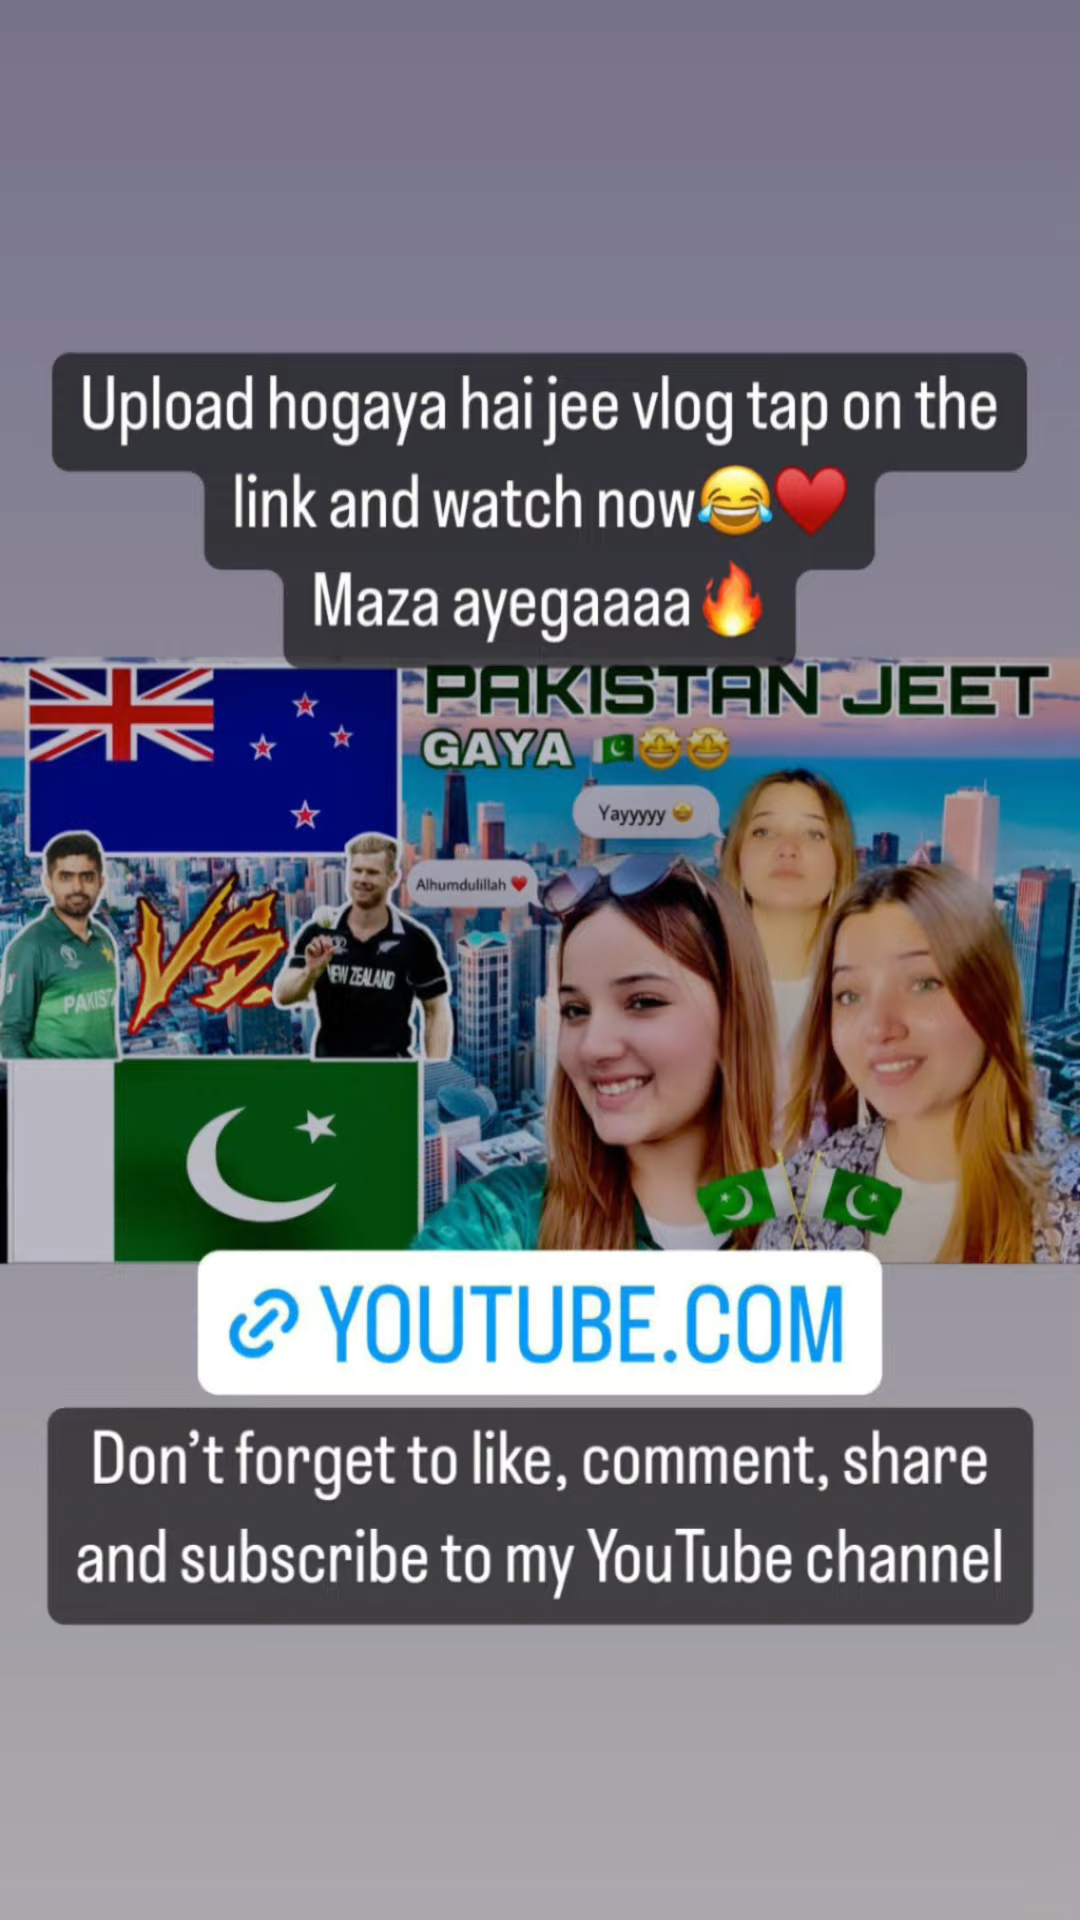 Upload hogaya hai jee vlog tap on the
link and watch now😂♥️
Maza ayegaaaa🔥
PAKISTAN JEET
GAYA 🇵🇰🤩🤩
Yayyyyy 🤩
Alhumdulillah ♥️
VS.
PAKIST
NEW ZEALAND
YOUTUBE.COM
Don’t forget to like, comment, share
and subscribe to my YouTube channel